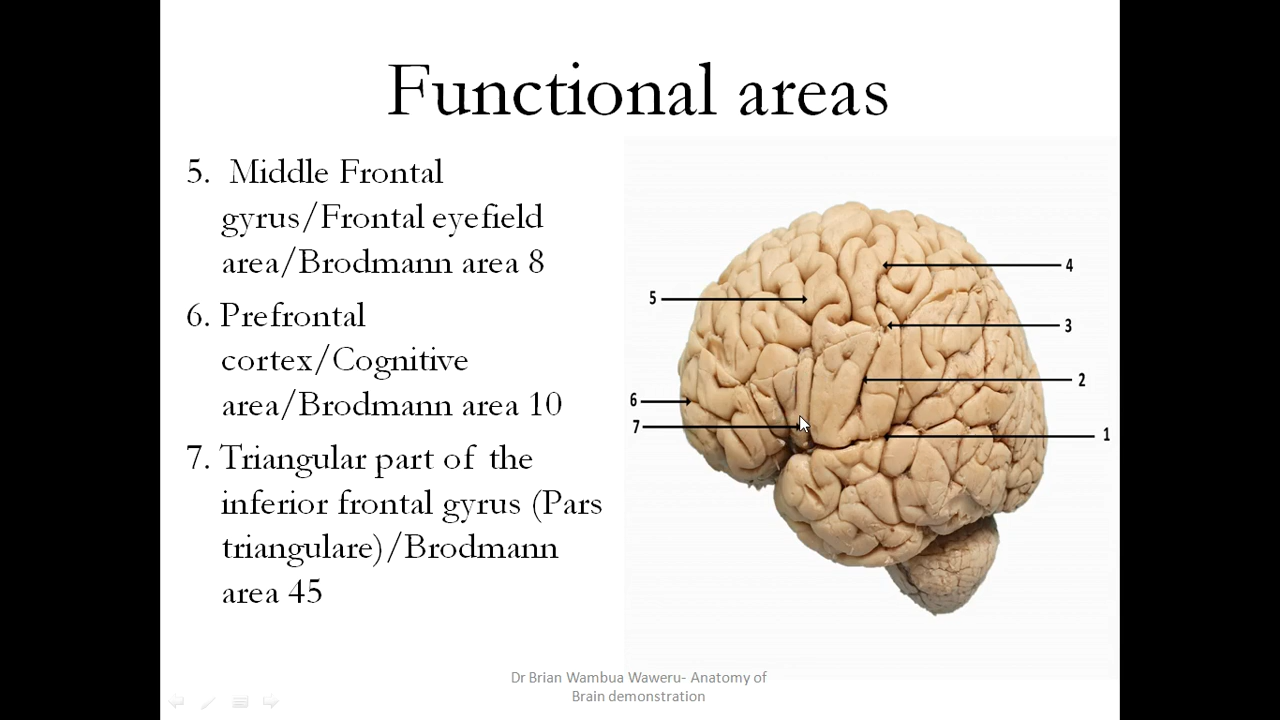 Functional areas
5. Middle Frontal
gyrus/Frontal eyefield
area/Brodmann area 8
6. Prefrontal
cortex/Cognitive
area/Brodmann area 10
7. Triangular part of the
inferior frontal gyrus (Pars
triangulare)/Brodmann
area 45
4
5
3
2
6
7
1
Dr Brian Wambua Waweru- Anatomy of
Brain demonstration